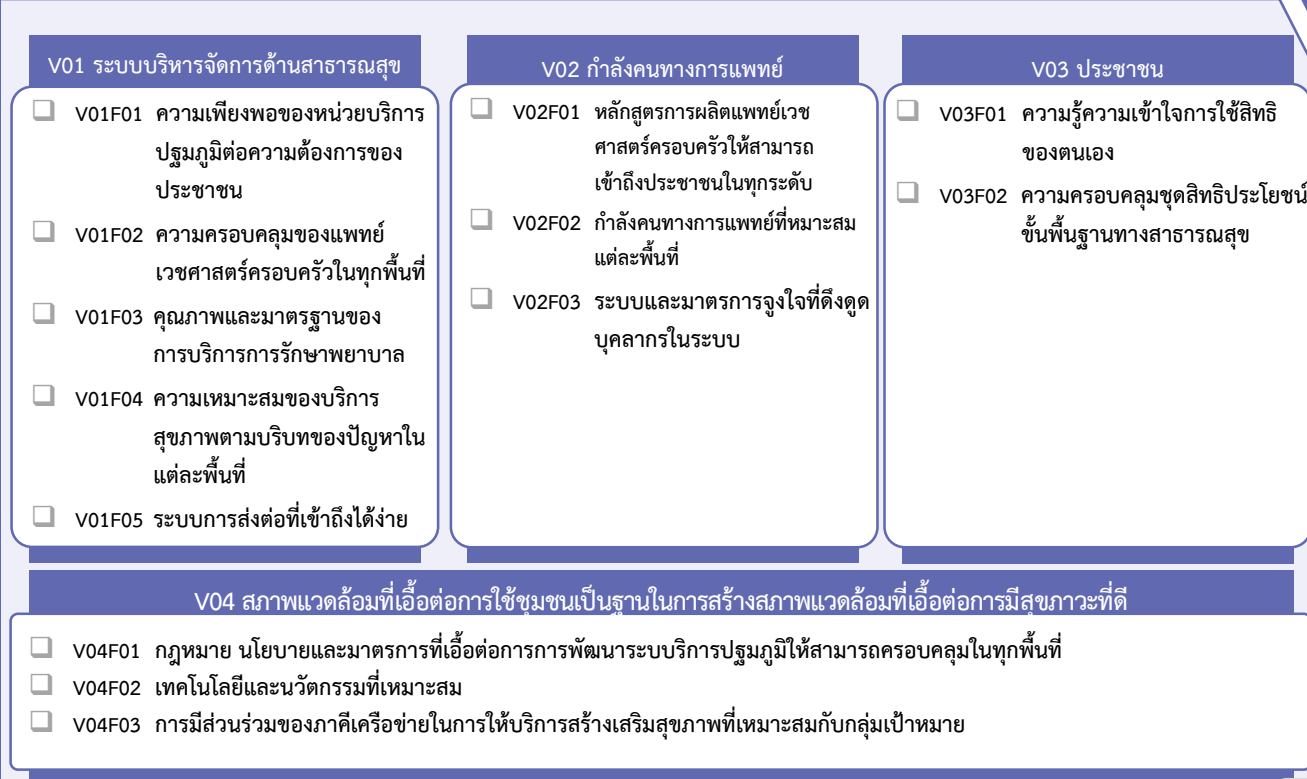 V01 ระบบบริหารจัดการด้านสาธารณสุข
V01F01 ความเพียงพอของหน่วยบริการ
ปฐมภูมิต่อความต้องการของ
ประชาชน
V01F02 ความครอบคลุมของแพทย์
เวชศาสตร์ครอบครัวในทุกพื้นที่
V01F03 คุณภาพและมาตรฐานของ
การบริการการรักษาพยาบาล
V01F04 ความเหมาะสมของบริการ
สุขภาพตามบริบทของปัญหาใน
แต่ละพื้นที่
V01F05 ระบบการส่งต่อที่เข้าถึงได้ง่าย
V02 กำลังคนทางการแพทย์
V02F01 หลักสูตรการผลิตแพทย์เวช
ศาสตร์ครอบครัวให้สามารถ
เข้าถึงประชาชนในทุกระดับ
V02F02 กำลังคนทางการแพทย์ที่หมาะสม
แต่ละพื้นที่
V02F03 ระบบและมาตรการจูงใจที่ดึงดูด
บุคลากรในระบบ
V03 ประชาชน
V03F01 ความรู้ความเข้าใจการใช้สิทธิ
ของตนเอง
V03F02 ความครอบคลุมชุดสิทธิประโยชน์
ขั้นพื้นฐานทางสาธารณสุข
V04 สภาพแวดล้อมที่เอื้อต่อการใช้ชุมชนเป็นฐานในการสร้างสภาพแวดล้อมที่เอื้อต่อการมีสุขภาวะที่ดี
V04F01 กฎหมาย นโยบายและมาตรการที่เอื้อต่อการการพัฒนาระบบบริการปฐมภูมิให้สามารถครอบคลุมในทุกพื้นที่
V04F02 เทคโนโลยีและนวัตกรรมที่เหมาะสม
V04F03 การมีส่วนร่วมของภาคีเครือข่ายในการให้บริการสร้างเสริมสุขภาพที่เหมาะสมกับกลุ่มเป้าหมาย